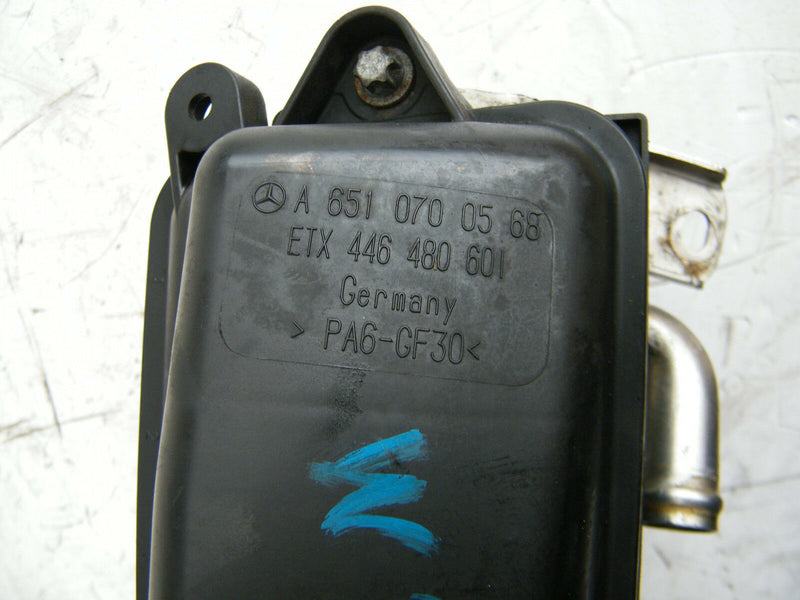 A 651 070 05 68
ETX 446 480 601
Germany
> PA6-GF30<